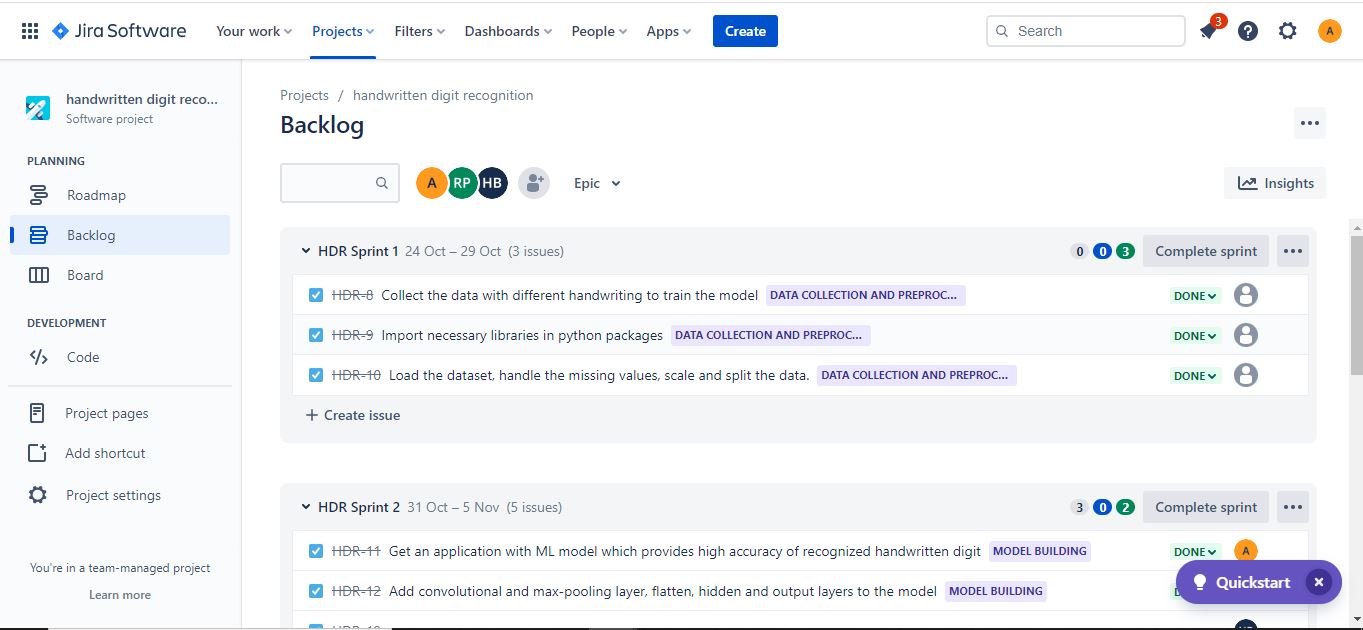 Jira Software Your work Projects Filters Dashboards People Apps Create Search 3 A
handwritten digit reco...
Software project
PLANNING
Roadmap
Backlog
Board
DEVELOPMENT
Code
Project pages
Add shortcut
Project settings
You're in a team-managed project
Learn more
Projects / handwritten digit recognition
Backlog
A RP HB Epic Insights
HDR Sprint 1 24 Oct – 29 Oct (3 issues) 0 0 3 Complete sprint
HDR-8 Collect the data with different handwriting to train the model DATA COLLECTION AND PREPROC... DONE
HDR-9 Import necessary libraries in python packages DATA COLLECTION AND PREPROC... DONE
HDR-10 Load the dataset, handle the missing values, scale and split the data. DATA COLLECTION AND PREPROC... DONE
+ Create issue
HDR Sprint 2 31 Oct – 5 Nov (5 issues) 3 0 2 Complete sprint
HDR-11 Get an application with ML model which provides high accuracy of recognized handwritten digit MODEL BUILDING DONE A
HDR-12 Add convolutional and max-pooling layer, flatten, hidden and output layers to the model MODEL BUILDING
Quickstart